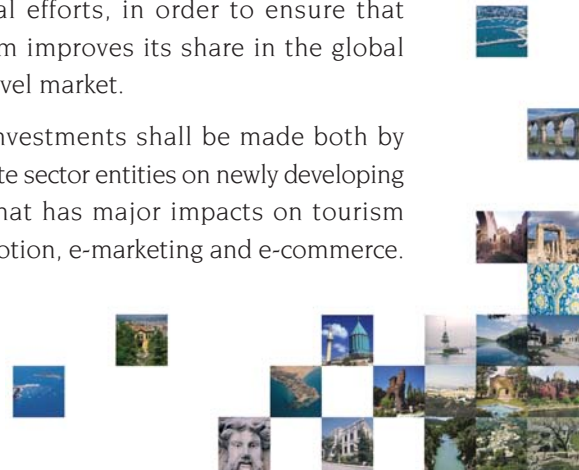 al efforts, in order to ensure that
m improves its share in the global
vel market.
nvestments shall be made both by
te sector entities on newly developing
hat has major impacts on tourism
otion, e-marketing and e-commerce.